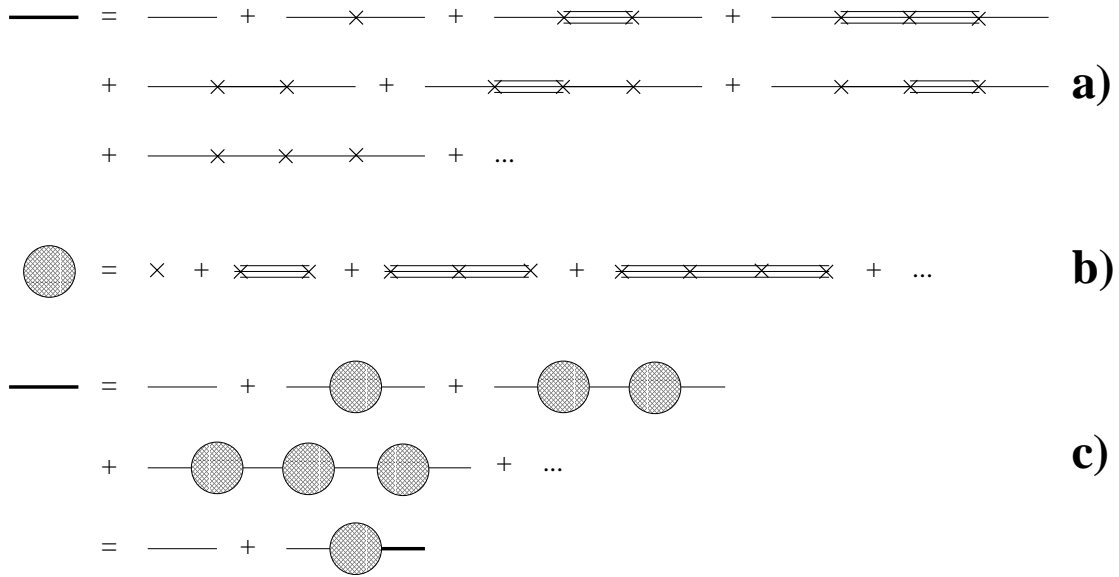 = + + +
+ + + a)
+ + ...
= + + + + ... b)
= + +
+ + ... c)
= +